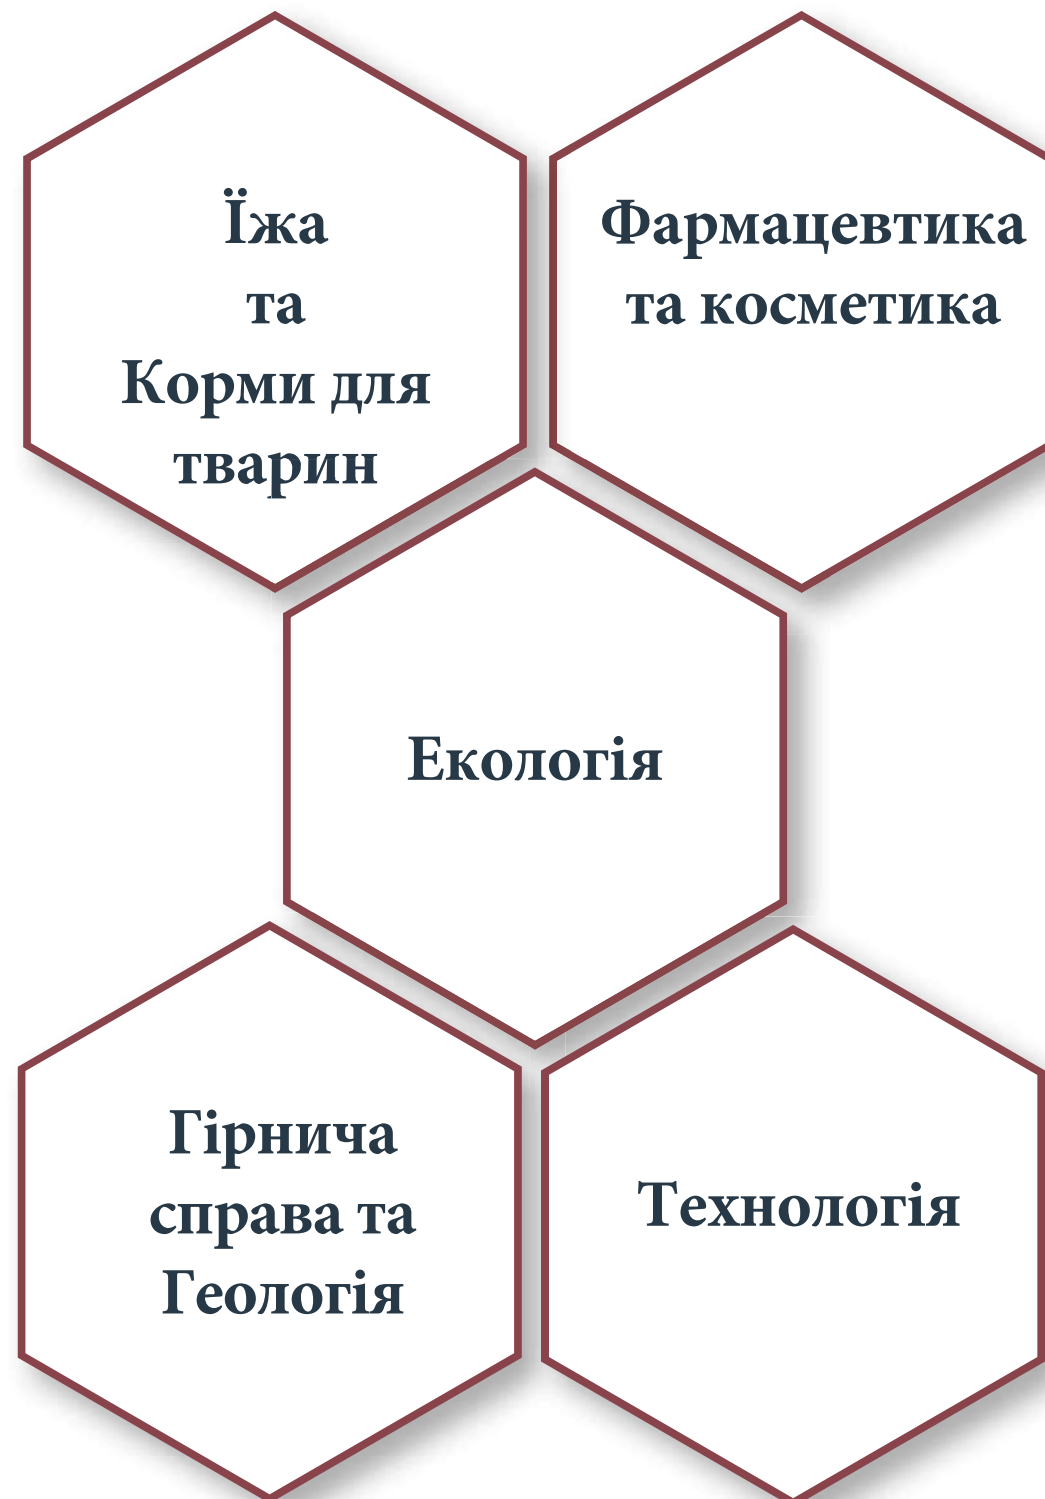 Їжа
та
Корми для
тварин
Фармацевтика
та косметика
Екологія
Гірнича
справа та
Геологія
Технологія